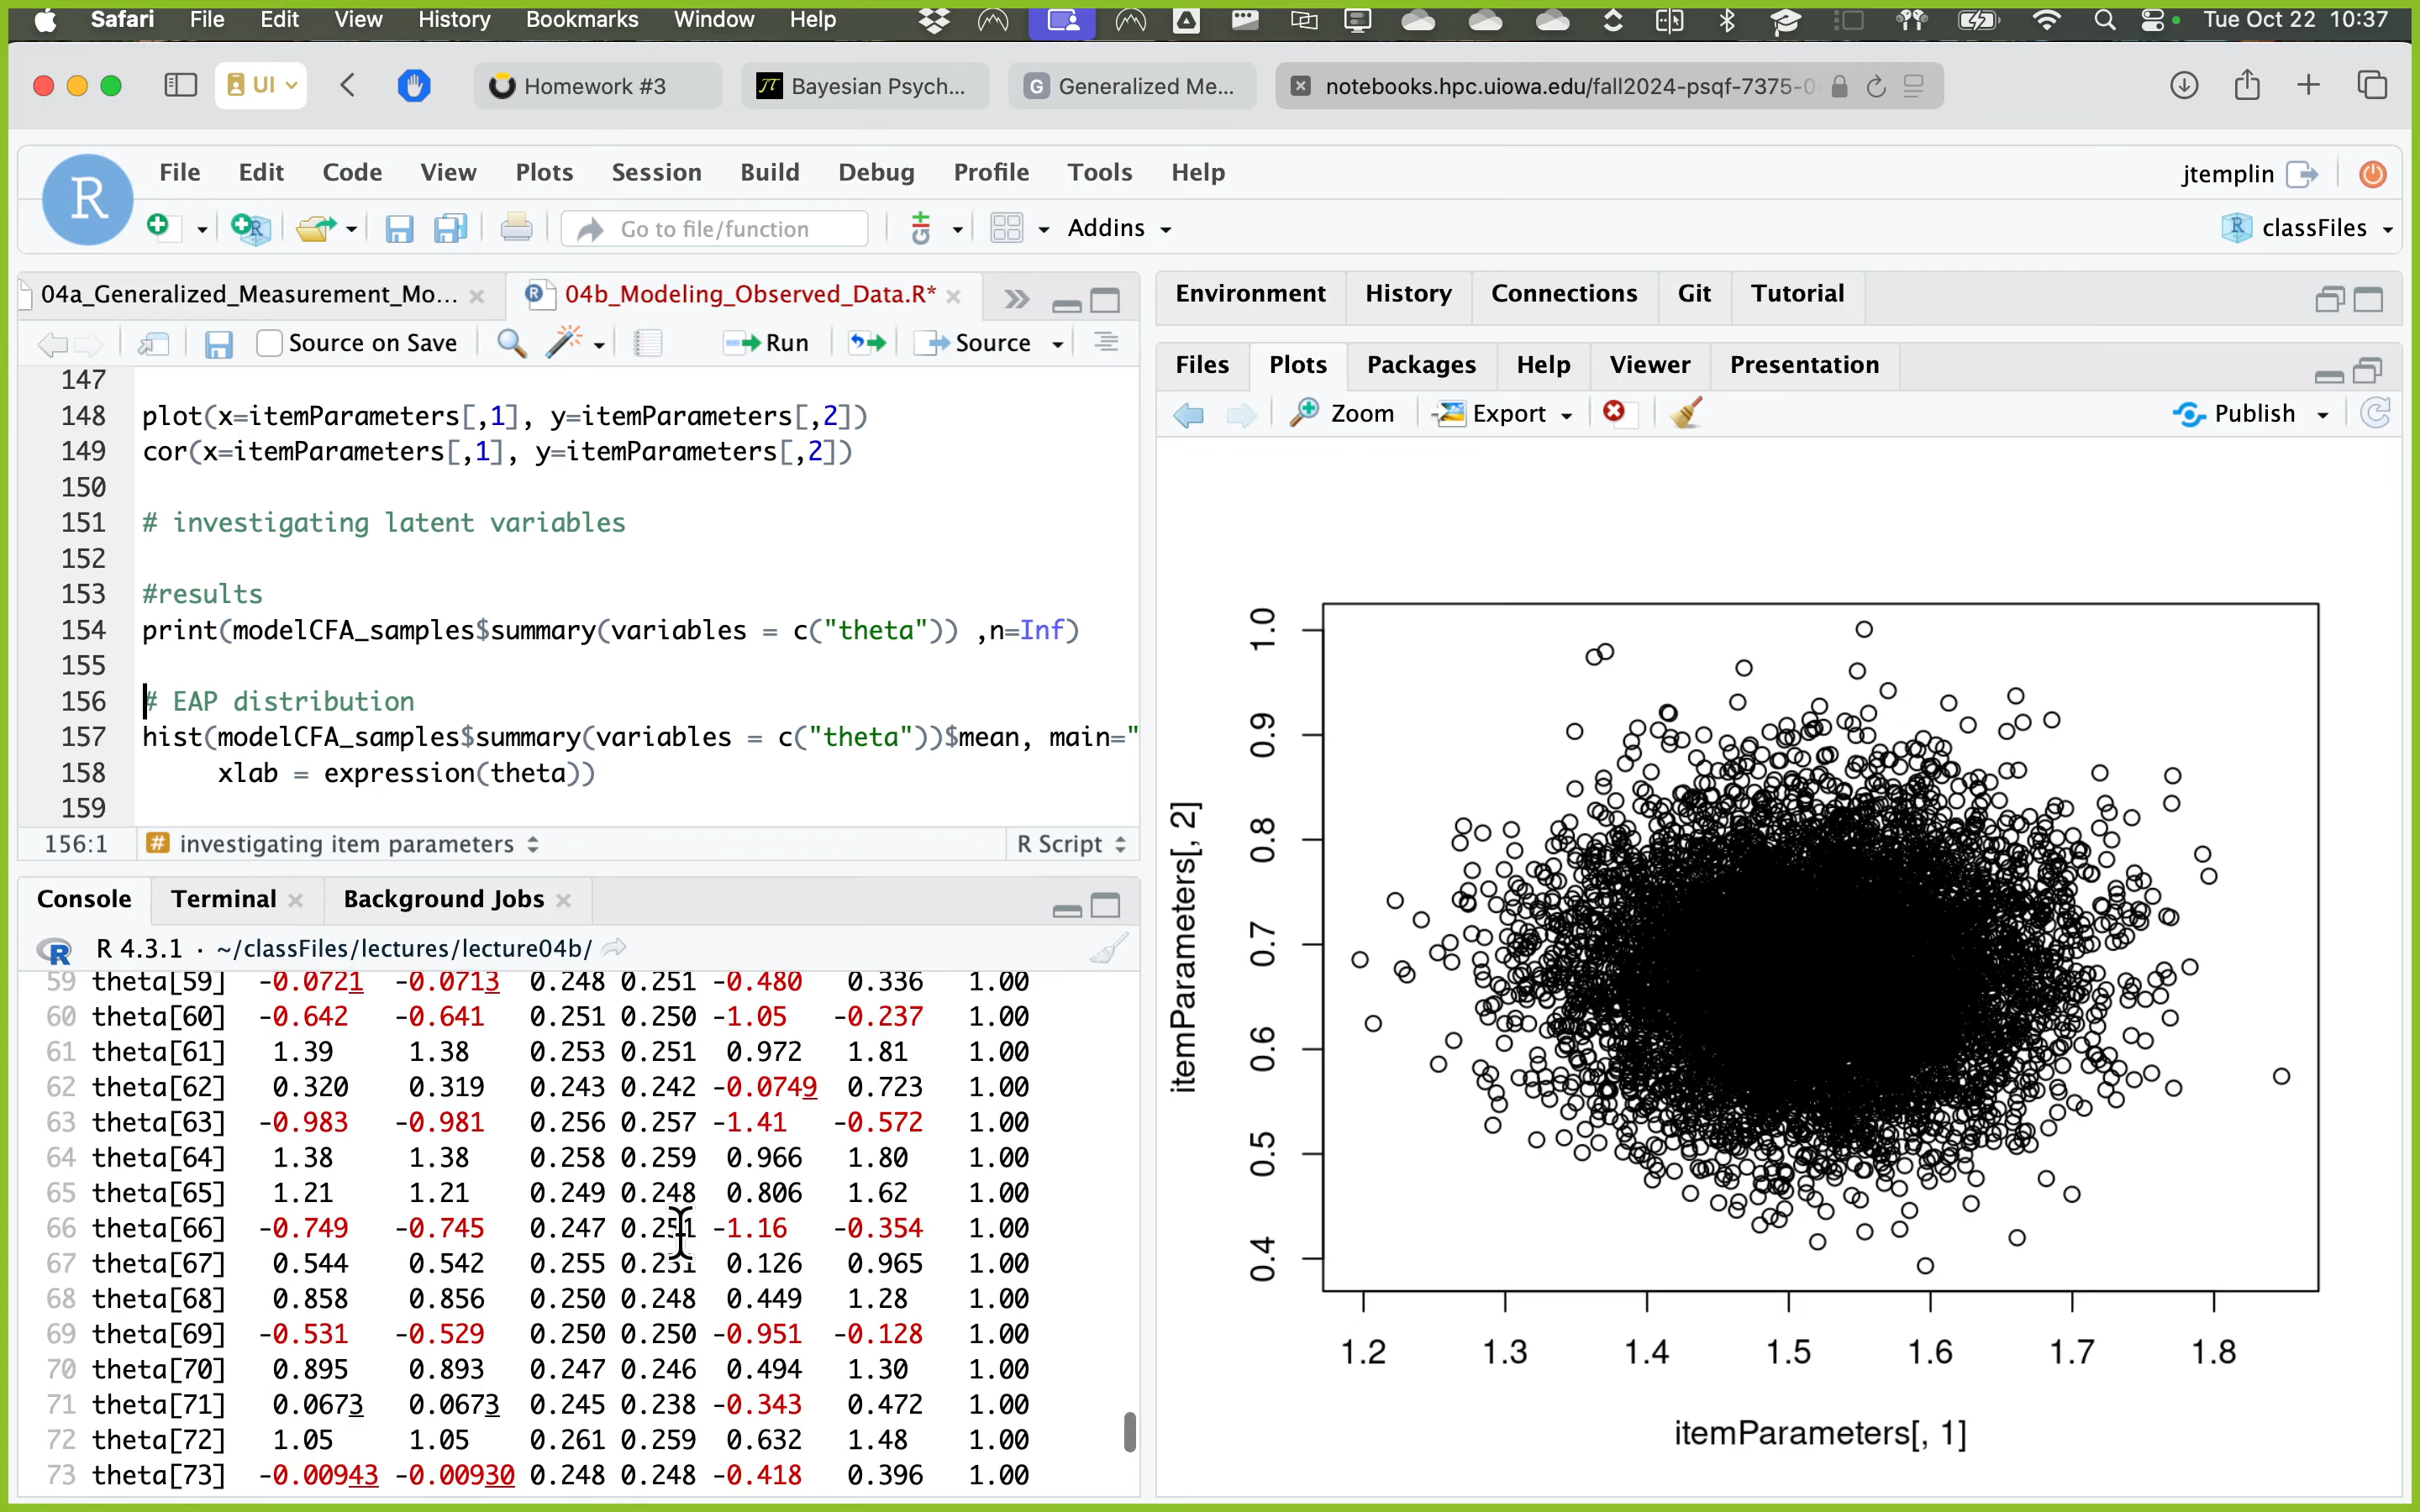 Safari File Edit View History Bookmarks Window Help Tue Oct 22 10:37
UI Homework #3 Bayesian Psych... Generalized Me... notebooks.hpc.uiowa.edu/fall2024-psqf-7375-0
R File Edit Code View Plots Session Build Debug Profile Tools Help jtemplin
Go to file/function Addins classFiles
04a_Generalized_Measurement_Mo... 04b_Modeling_Observed_Data.R*
Source on Save Run Source
147
148 plot(x=itemParameters[,1], y=itemParameters[,2])
149 cor(x=itemParameters[,1], y=itemParameters[,2])
150
151 # investigating latent variables
152
153 #results
154 print(modelCFA_samples$summary(variables = c("theta")) ,n=Inf)
155
156 # EAP distribution
157 hist(modelCFA_samples$summary(variables = c("theta"))$mean, main="
158 xlab = expression(theta))
159
156:1 # investigating item parameters R Script
Console Terminal Background Jobs
R 4.3.1 · ~/classFiles/lectures/lecture04b/
59 theta[59] -0.0721 -0.0713 0.248 0.251 -0.480 0.336 1.00
60 theta[60] -0.642 -0.641 0.251 0.250 -1.05 -0.237 1.00
61 theta[61] 1.39 1.38 0.253 0.251 0.972 1.81 1.00
62 theta[62] 0.320 0.319 0.243 0.242 -0.0749 0.723 1.00
63 theta[63] -0.983 -0.981 0.256 0.257 -1.41 -0.572 1.00
64 theta[64] 1.38 1.38 0.258 0.259 0.966 1.80 1.00
65 theta[65] 1.21 1.21 0.249 0.248 0.806 1.62 1.00
66 theta[66] -0.749 -0.745 0.247 0.251 -1.16 -0.354 1.00
67 theta[67] 0.544 0.542 0.255 0.251 0.126 0.965 1.00
68 theta[68] 0.858 0.856 0.250 0.248 0.449 1.28 1.00
69 theta[69] -0.531 -0.529 0.250 0.250 -0.951 -0.128 1.00
70 theta[70] 0.895 0.893 0.247 0.246 0.494 1.30 1.00
71 theta[71] 0.0673 0.0673 0.245 0.238 -0.343 0.472 1.00
72 theta[72] 1.05 1.05 0.261 0.259 0.632 1.48 1.00
73 theta[73] -0.00943 -0.00930 0.248 0.248 -0.418 0.396 1.00
Environment History Connections Git Tutorial
Files Plots Packages Help Viewer Presentation
Zoom Export Publish
itemParameters[, 2]
1.0
0.9
0.8
0.7
0.6
0.5
0.4
1.2 1.3 1.4 1.5 1.6 1.7 1.8
itemParameters[, 1]